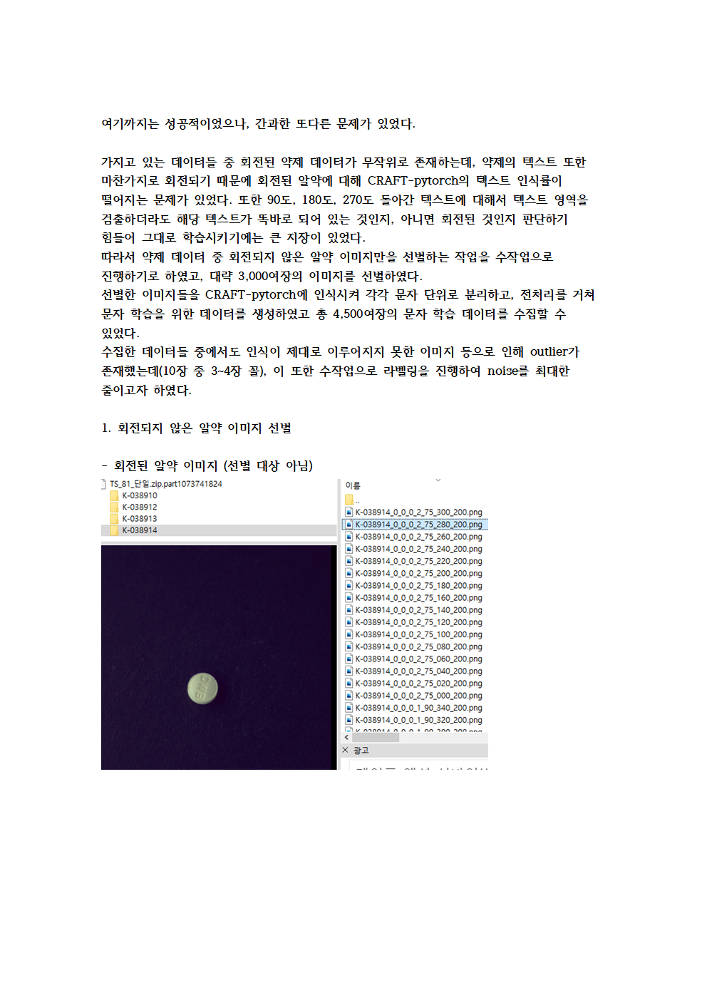 여기까지는 성공적이었으나, 간과한 또다른 문제가 있었다.
가지고 있는 데이터들 중 회전된 약제 데이터가 무작위로 존재하는데, 약제의 텍스트 또한
마찬가지로 회전되기 때문에 회전된 알약에 대해 CRAFT-pytorch의 텍스트 인식률이
떨어지는 문제가 있었다. 또한 90도, 180도, 270도 돌아간 텍스트에 대해서 텍스트 영역을
검출하더라도 해당 텍스트가 똑바로 되어 있는 것인지, 아니면 회전된 것인지 판단하기
힘들어 그대로 학습시키기에는 큰 지장이 있었다.
따라서 약제 데이터 중 회전되지 않은 알약 이미지만을 선별하는 작업을 수작업으로
진행하기로 하였고, 대략 3,000여장의 이미지를 선별하였다.
선별한 이미지들을 CRAFT-pytorch에 인식시켜 각각 문자 단위로 분리하고, 전처리를 거쳐
문자 학습을 위한 데이터를 생성하였고 총 4,500여장의 문자 학습 데이터를 수집할 수
있었다.
수집한 데이터들 중에서도 인식이 제대로 이루어지지 못한 이미지 등으로 인해 outlier가
존재했는데(10장 중 3~4장 꼴), 이 또한 수작업으로 라벨링을 진행하여 noise를 최대한
줄이고자 하였다.
1. 회전되지 않은 알약 이미지 선별
- 회전된 알약 이미지 (선별 대상 아님)
TS_81_단일.zip.part1073741824
K-038910
K-038912
K-038913
K-038914
이름
..
K-038914_0_0_0_2_75_300_200.png
K-038914_0_0_0_2_75_280_200.png
K-038914_0_0_0_2_75_260_200.png
K-038914_0_0_0_2_75_240_200.png
K-038914_0_0_0_2_75_220_200.png
K-038914_0_0_0_2_75_200_200.png
K-038914_0_0_0_2_75_180_200.png
K-038914_0_0_0_2_75_160_200.png
K-038914_0_0_0_2_75_140_200.png
K-038914_0_0_0_2_75_120_200.png
K-038914_0_0_0_2_75_100_200.png
K-038914_0_0_0_2_75_080_200.png
K-038914_0_0_0_2_75_060_200.png
K-038914_0_0_0_2_75_040_200.png
K-038914_0_0_0_2_75_020_200.png
K-038914_0_0_0_2_75_000_200.png
K-038914_0_0_0_1_90_340_200.png
K-038914_0_0_0_1_90_320_200.png
K-038914_0_0_0_1_90_300_200.png
광고